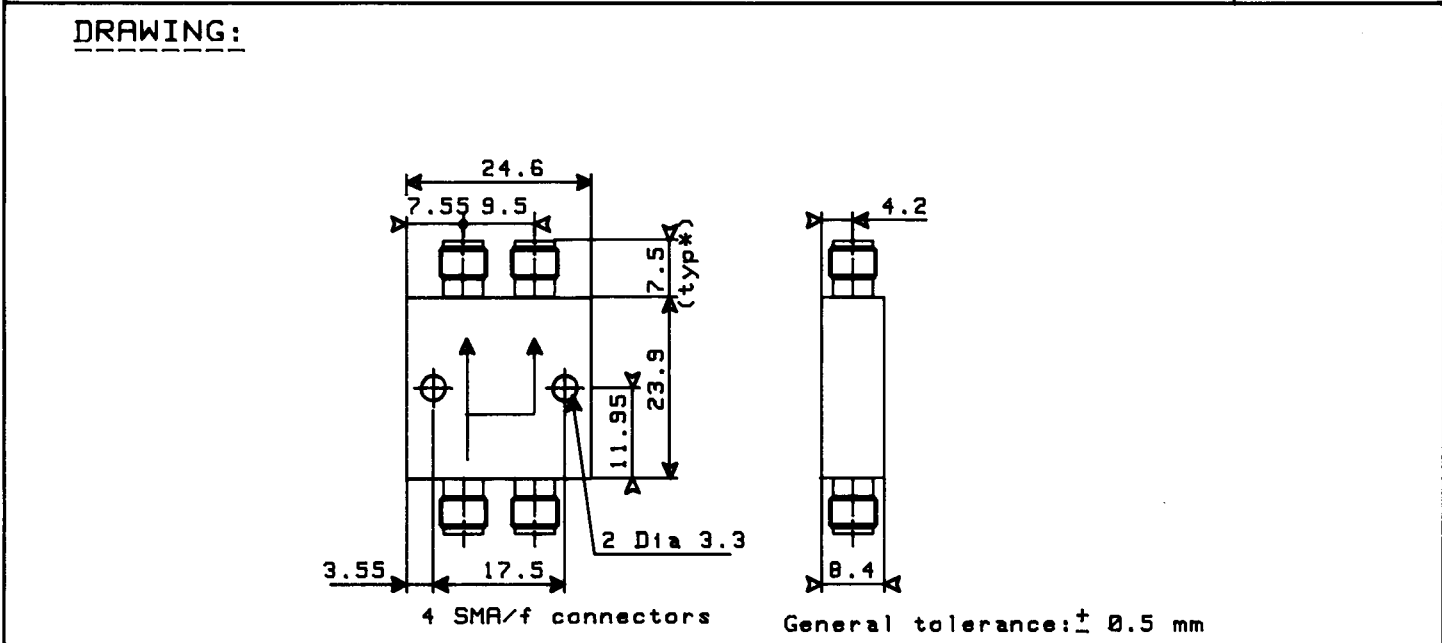 DRAWING:
24.6
7.55 9.5
4.2
7.5
(typ*)
23.9
11.95
2 Dia 3.3
3.55
17.5
8.4
4 SMA/f connectors
General tolerance:± 0.5 mm